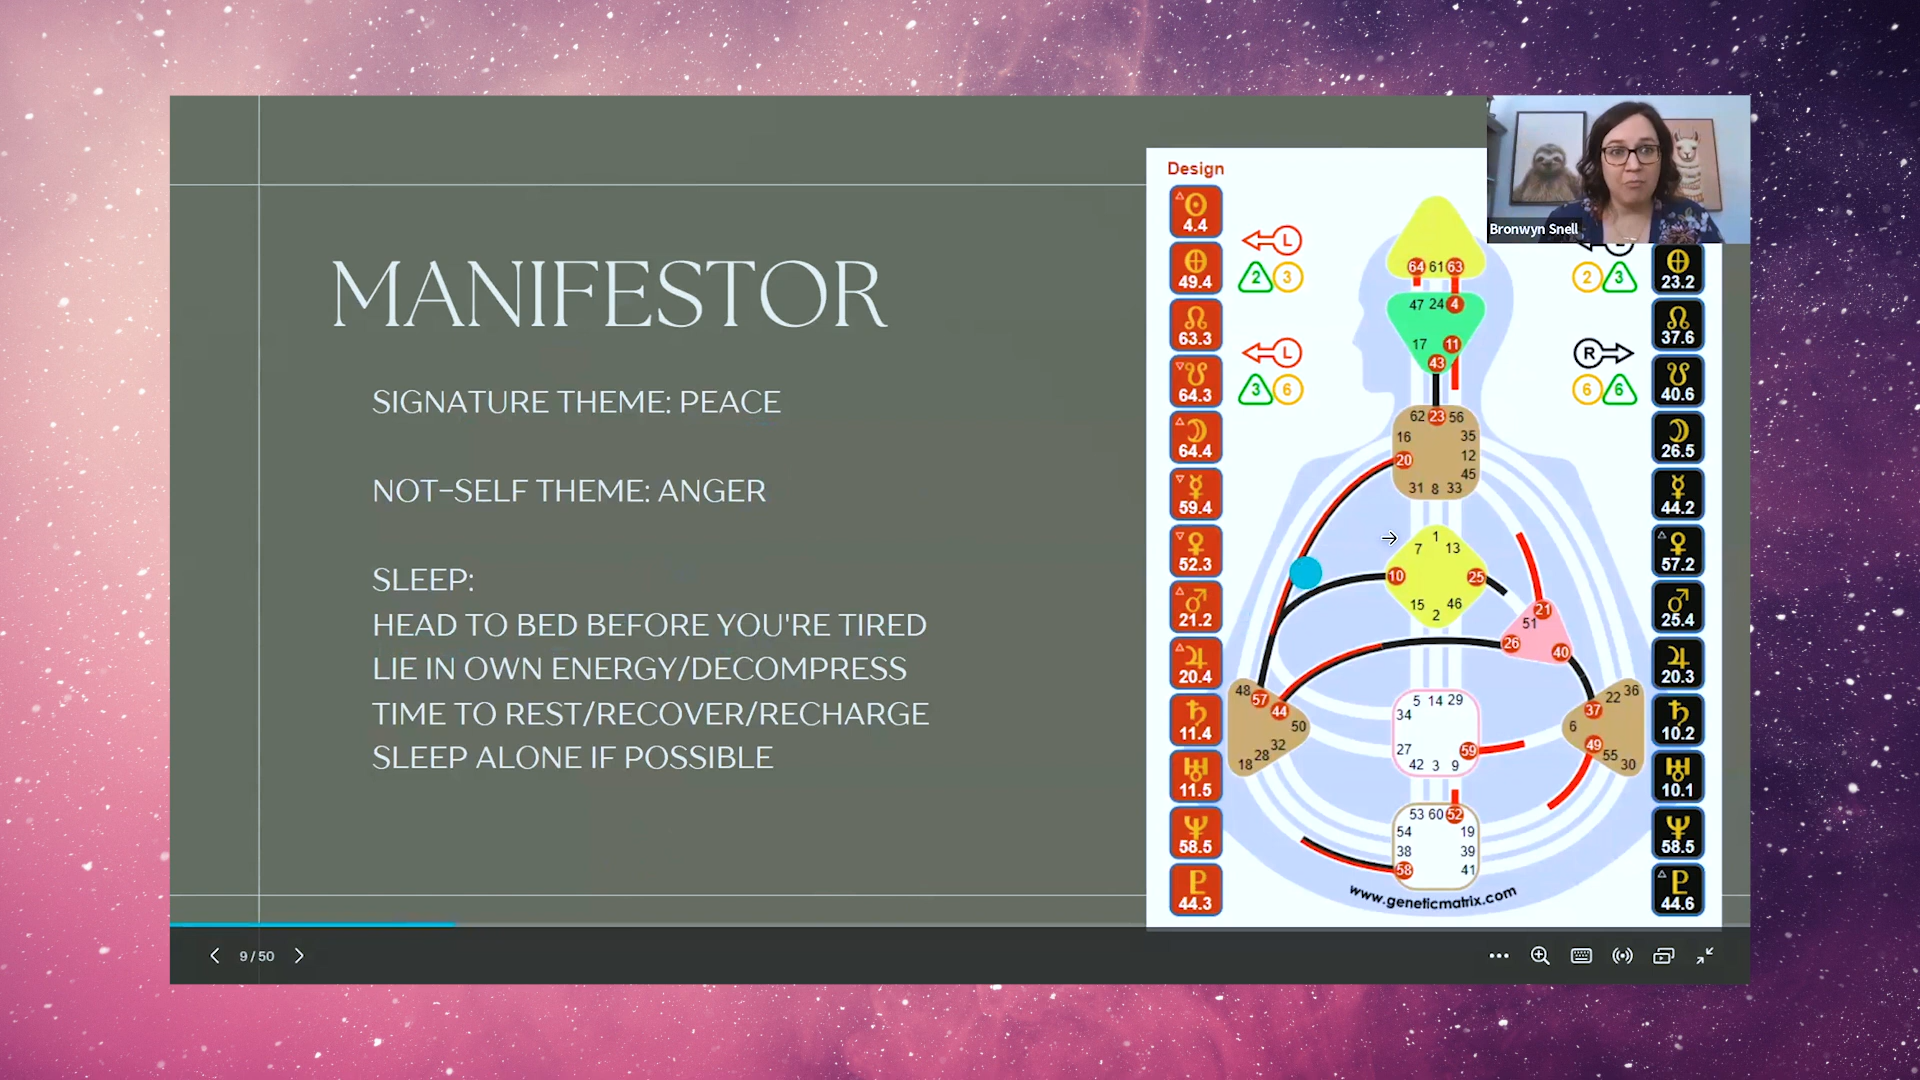 MANIFESTOR
SIGNATURE THEME: PEACE
NOT-SELF THEME: ANGER
SLEEP:
HEAD TO BED BEFORE YOU'RE TIRED
LIE IN OWN ENERGY/DECOMPRESS
TIME TO REST/RECOVER/RECHARGE
SLEEP ALONE IF POSSIBLE
Design
4.4
49.4
63.3
64.3
64.4
59.4
52.3
21.2
20.4
11.4
11.5
58.5
44.3
L
2 3
L
3 6
64 61 63
47 24 4
17 11
43
62 23 56
16 35
20 12
45
31 8 33
1
7 13
10 25
15 46
2
21
51
26 40
48 57
44
50
32
28
18
5 14 29
34
27 59
42 3 9
36
22
37
6
49
55
30
53 60 52
54 19
38 39
58 41
www.geneticmatrix.com
2 3
R
6 6
23.2
37.6
40.6
26.5
44.2
57.2
25.4
20.3
10.2
10.1
58.5
44.6
Bronwyn Snell
9 / 50